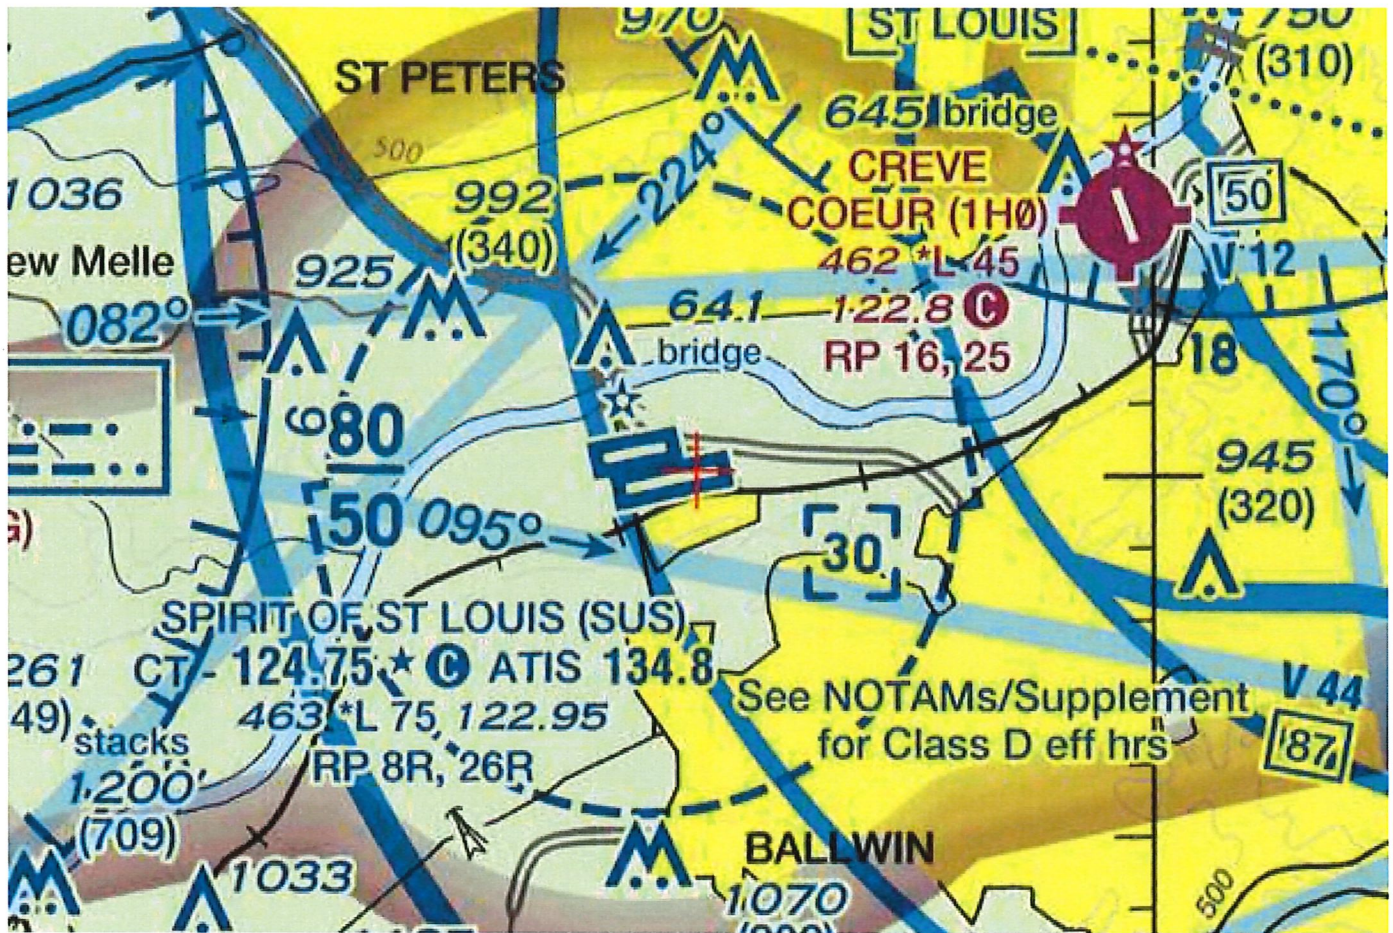 970
ST LOUIS
750
(310)
ST PETERS
645 bridge
500
CREVE
COEUR (1HØ)
462 *L 45
122.8 C
RP 16, 25
50
1036
992
(340)
224°
V 12
ew Melle
925
082°
641
bridge
18
170°
80
50
095°
945
(320)
G)
30
SPIRIT OF ST LOUIS (SUS)
CT - 124.75 ★ C ATIS 134.8
463 *L 75 122.95
RP 8R, 26R
261
49)
stacks
1200
(709)
See NOTAMs/Supplement
for Class D eff hrs
V 44
87
1033
BALLWIN
1070
500